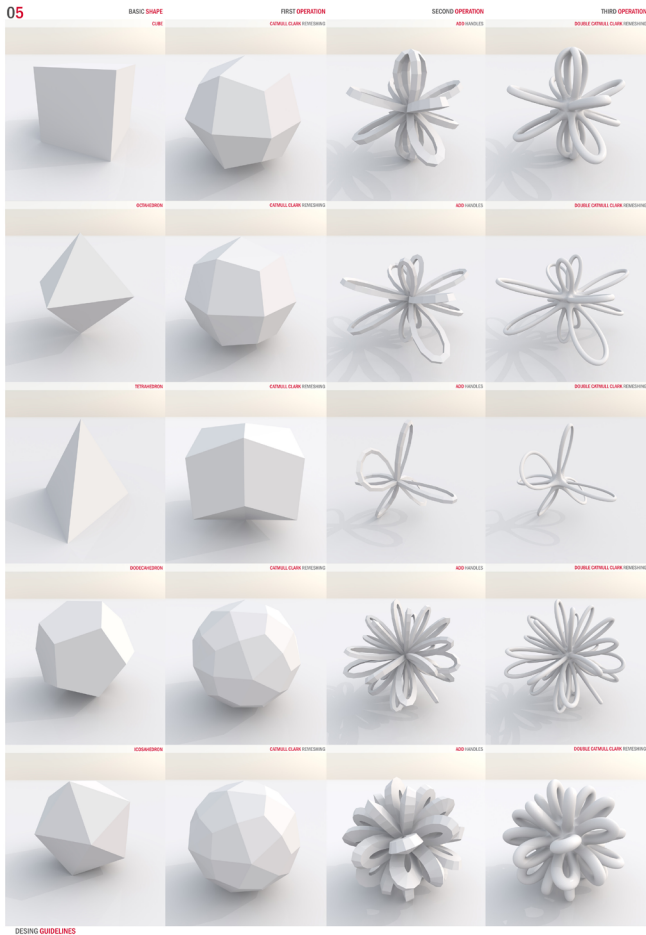 05
BASIC SHAPE FIRST OPERATION SECOND OPERATION THIRD OPERATION
CUBE CATMULL CLARK REMESHING ADD HANDLES DOUBLE CATMULL CLARK REMESHING
OCTAHEDRON CATMULL CLARK REMESHING ADD HANDLES DOUBLE CATMULL CLARK REMESHING
TETRAHEDRON CATMULL CLARK REMESHING ADD HANDLES DOUBLE CATMULL CLARK REMESHING
DODECAHEDRON CATMULL CLARK REMESHING ADD HANDLES DOUBLE CATMULL CLARK REMESHING
ICOSAHEDRON CATMULL CLARK REMESHING ADD HANDLES DOUBLE CATMULL CLARK REMESHING
DESING GUIDELINES